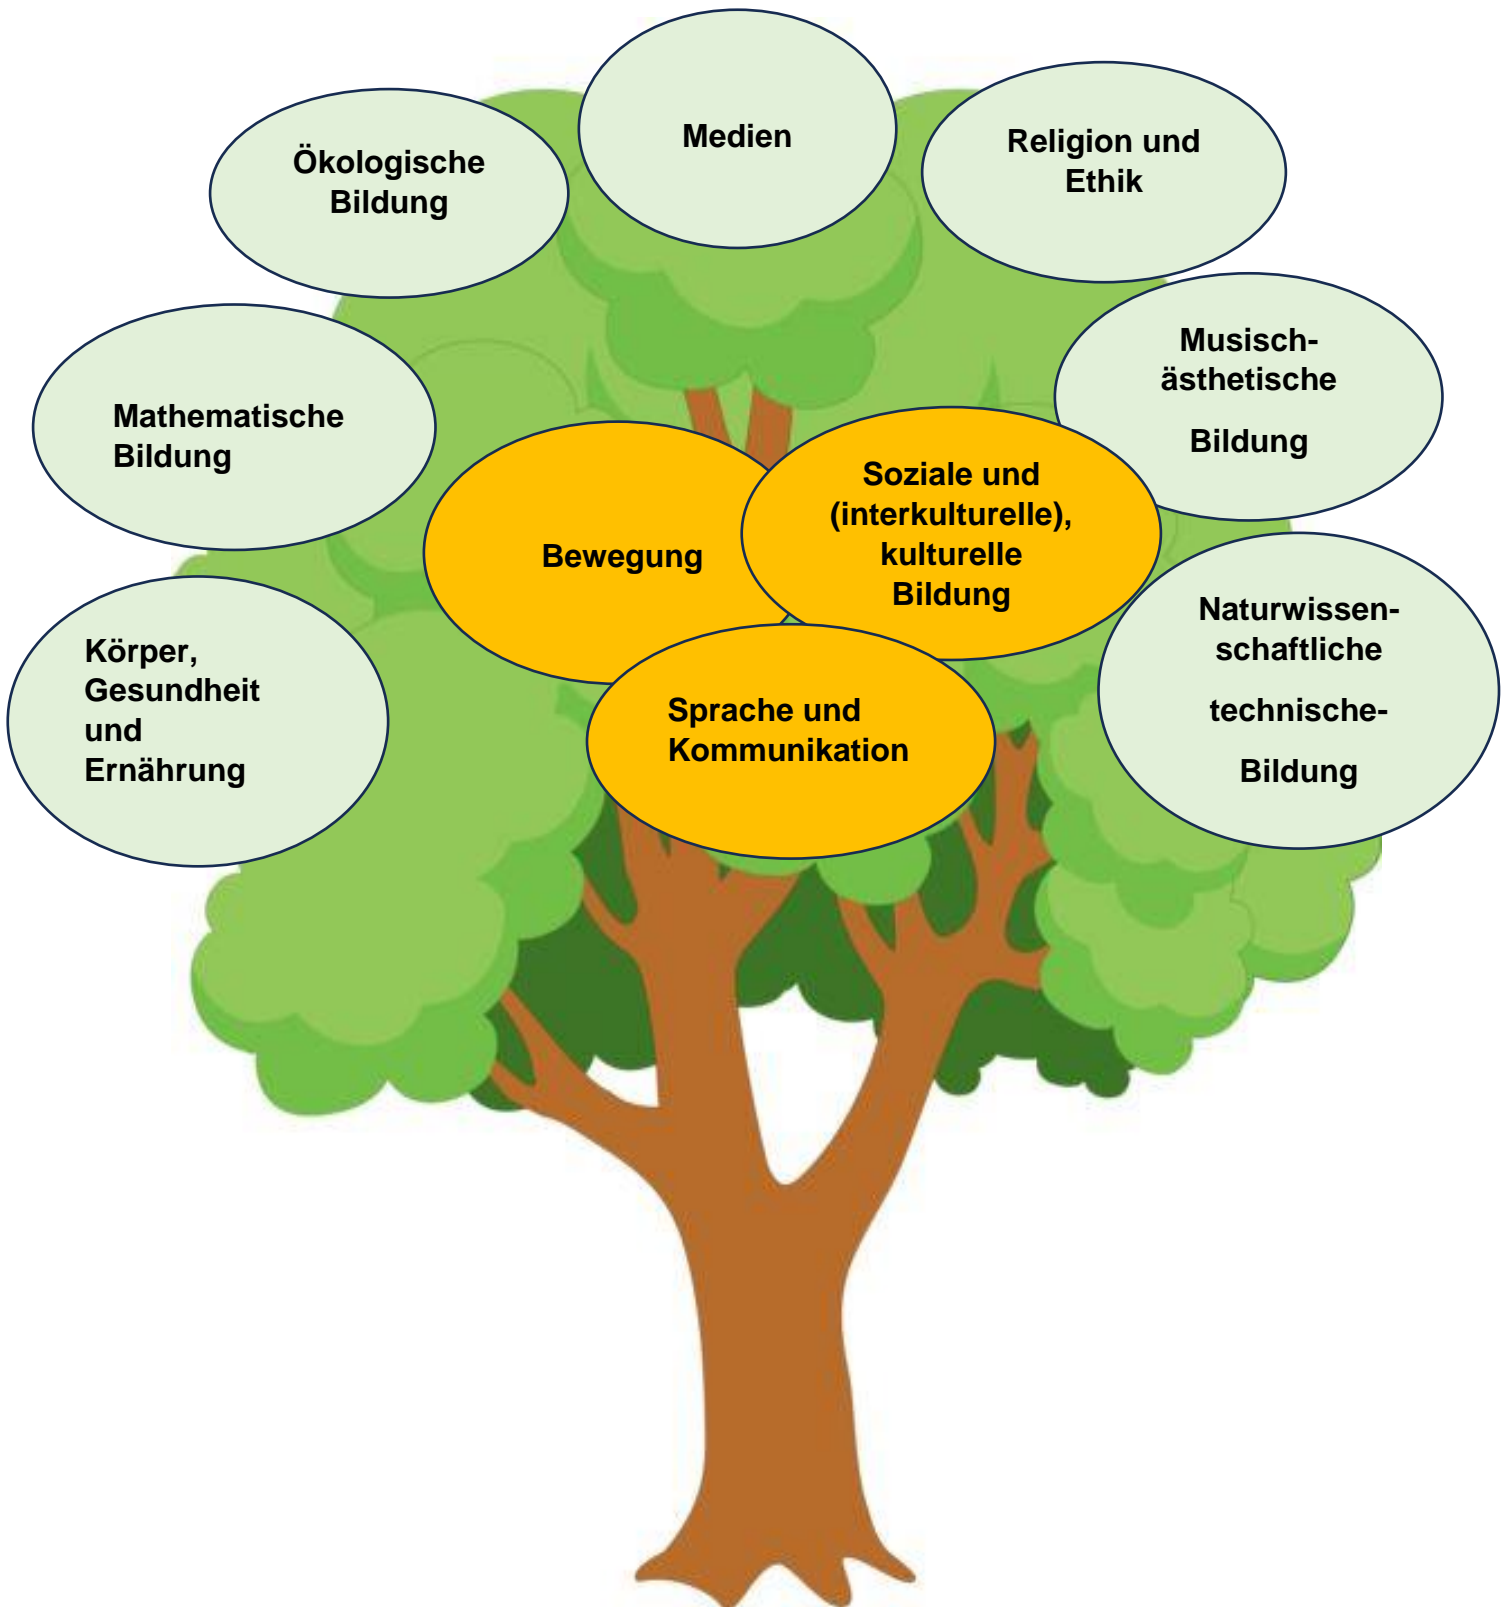 Medien
Ökologische
Bildung
Religion und
Ethik
Mathematische
Bildung
Musisch-
ästhetische
Bildung
Bewegung
Soziale und
(interkulturelle),
kulturelle
Bildung
Körper,
Gesundheit
und
Ernährung
Sprache und
Kommunikation
Naturwissen-
schaftliche
technische-
Bildung